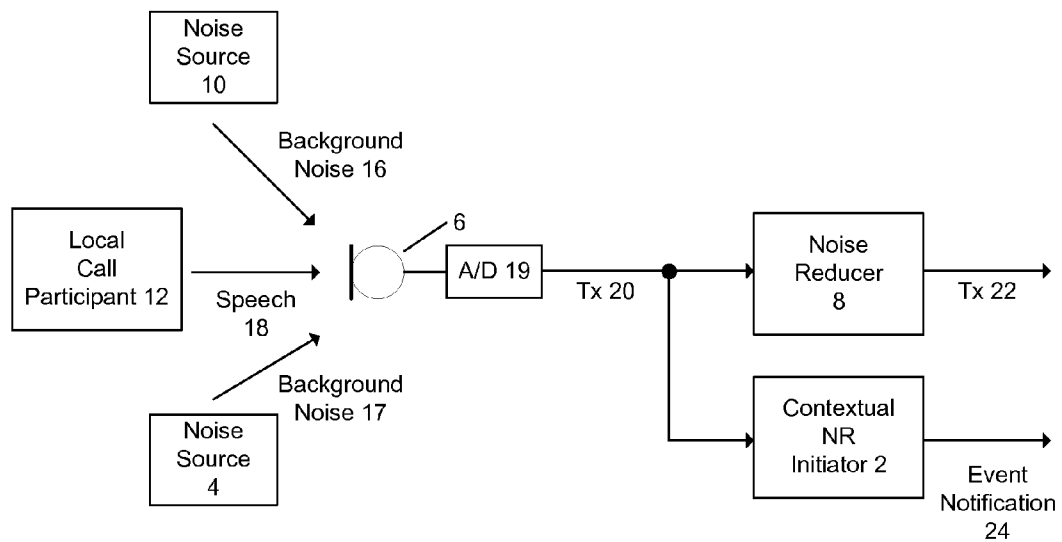 Noise
Source
10
Background
Noise 16
Local
Call
Participant 12
Speech
18
6
A/D 19
Tx 20
Noise
Reducer
8
Tx 22
Background
Noise 17
Noise
Source
4
Contextual
NR
Initiator 2
Event
Notification
24